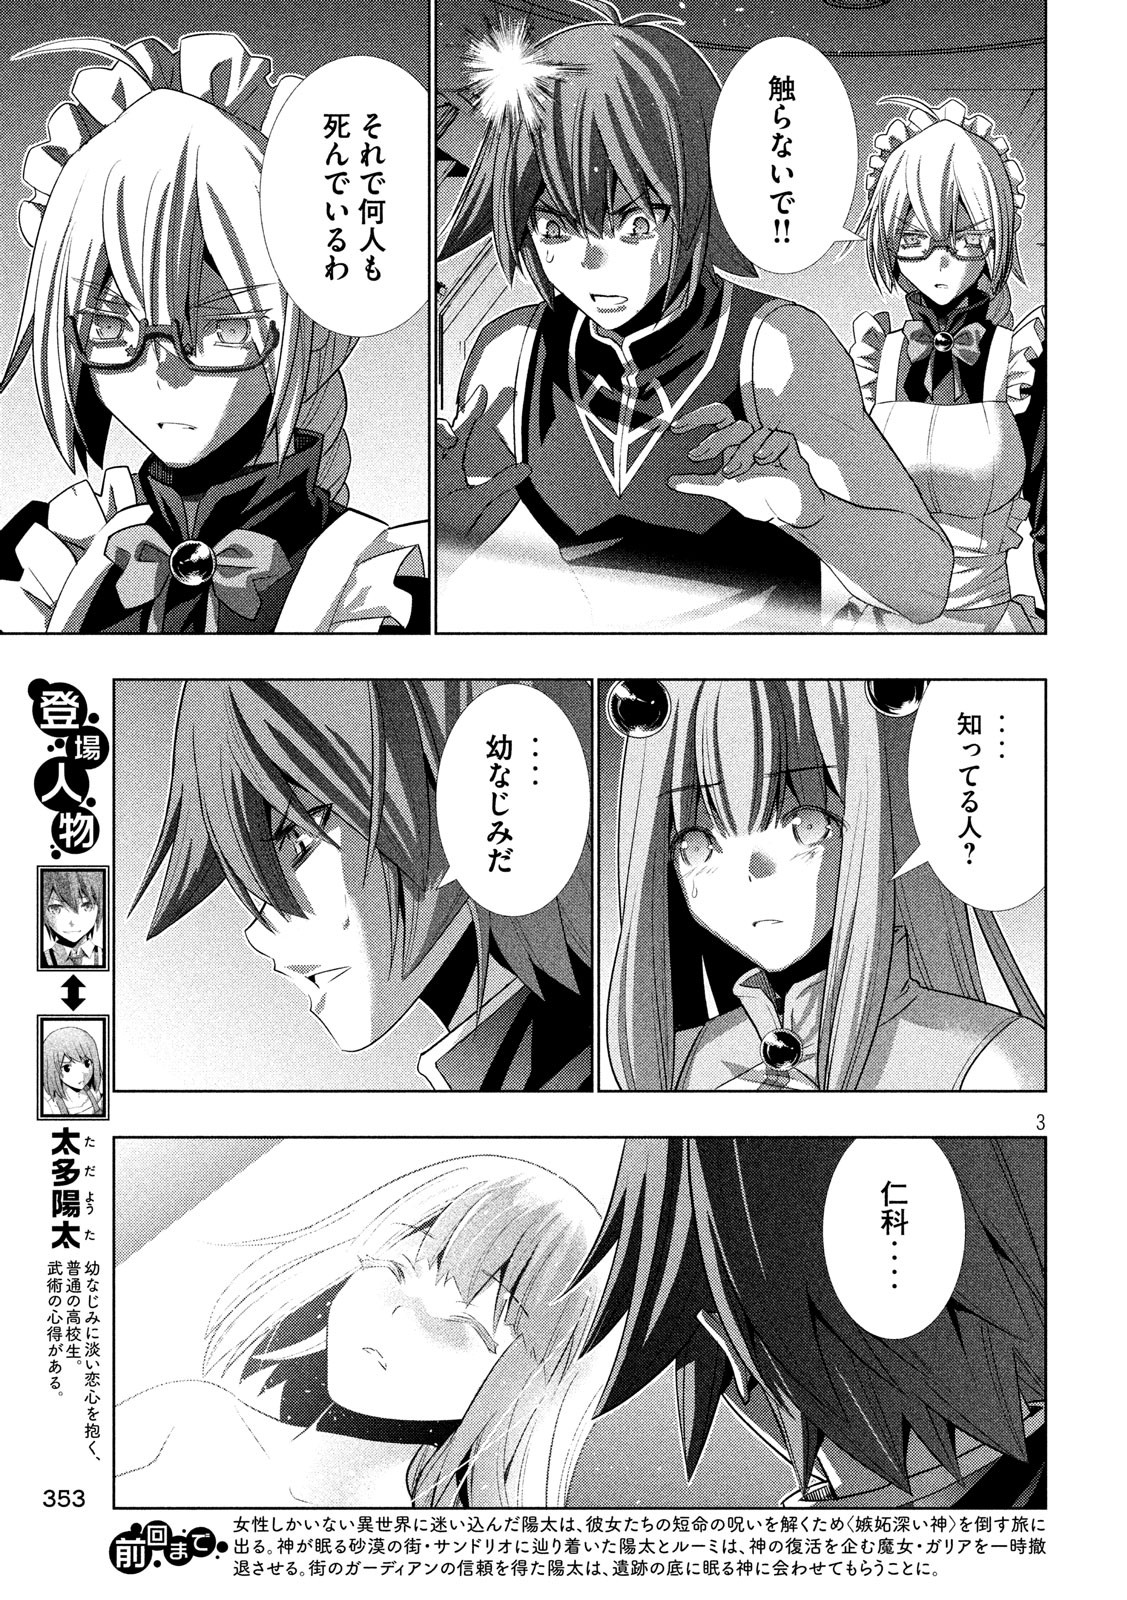 触らないで!!
それで何人も
死んでいるわ
‥‥
知ってる人?
‥‥
幼なじみだ
仁科‥‥
3
登場人物
太多陽太
ただようた
幼なじみに淡い恋心を抱く、
普通の高校生。
武術の心得がある。
353
前回まで
女性しかいない異世界に迷い込んだ陽太は、彼女たちの短命の呪いを解くため〈嫉妬深い神〉を倒す旅に
出る。神が眠る砂漠の街・サンドリオに辿り着いた陽太とルーミは、神の復活を企む魔女・ガリアを一時撤
退させる。街のガーディアンの信頼を得た陽太は、遺跡の底に眠る神に会わせてもらうことに。